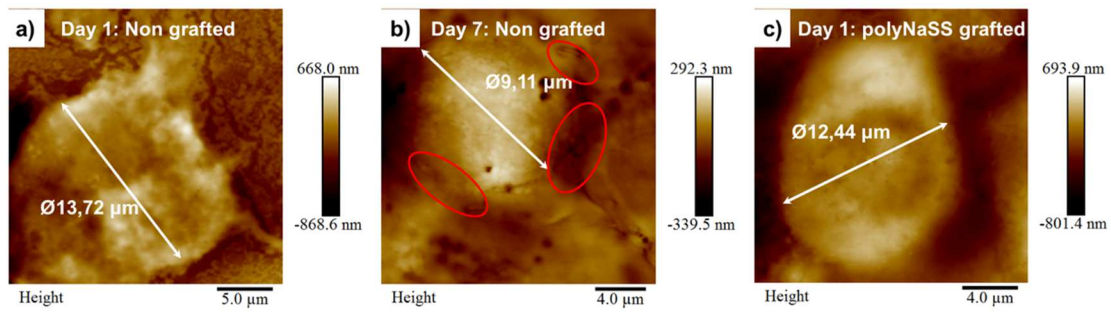 a) Day 1: Non grafted
668.0 nm
Ø13,72 µm
-868.6 nm
Height
5.0 µm
b) Day 7: Non grafted
292.3 nm
Ø9,11 µm
-339.5 nm
Height
4.0 µm
c) Day 1: polyNaSS grafted
693.9 nm
Ø12,44 µm
-801.4 nm
Height
4.0 µm